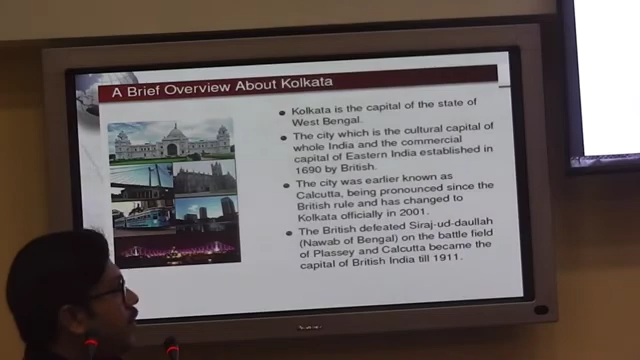 A Brief Overview About Kolkata
Kolkata is the capital of the state of
West Bengal.
The city which is the cultural capital of
whole India and the commercial
capital of Eastern India established in
1690 by British.
The city was earlier known as
Calcutta, being pronounced since the
British rule and has changed to
Kolkata officially in 2001.
The British defeated Siraj-ud-daullah
(Nawab of Bengal) on the battle field
of Plassey and Calcutta became the
capital of British India till 1911.